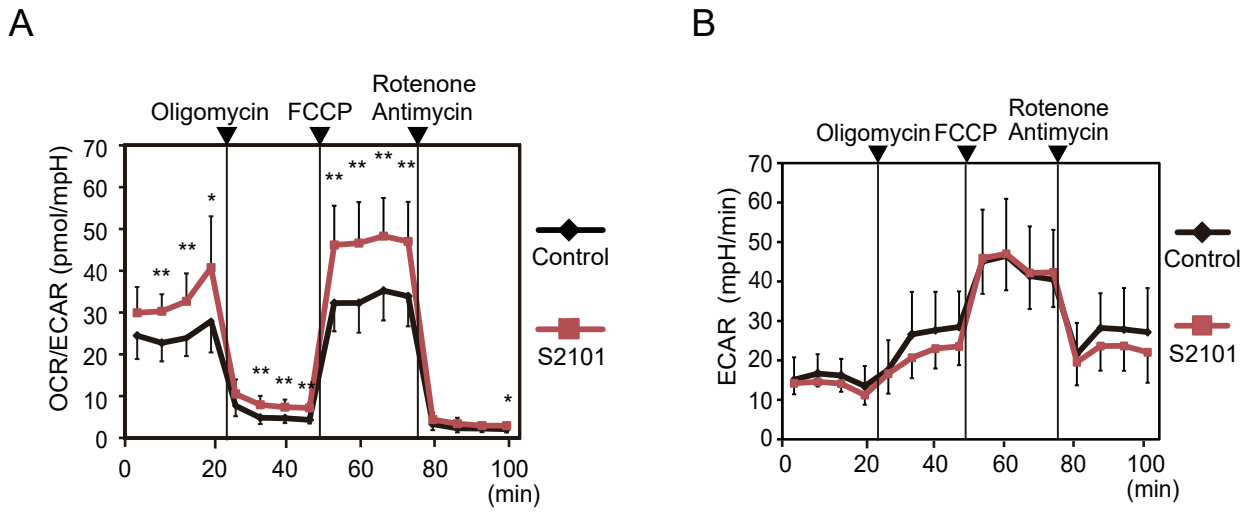 A
Oligomycin
FCCP
Rotenone
Antimycin
OCR/ECAR (pmol/mpH)
70
60
50
40
30
20
10
0
*
**
**
*
**
**
**
**
**
**
**
*
0
20
40
60
80
100
(min)
Control
S2101
B
Oligomycin
FCCP
Rotenone
Antimycin
ECAR (mpH/min)
70
60
50
40
30
20
10
0
0
20
40
60
80
100
(min)
Control
S2101